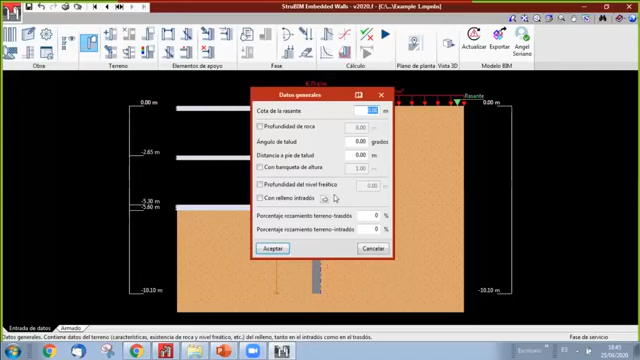 StruBIM Embedded Walls - v2020.f - [...\Example 1.mpbs]
Obra
Terreno
Elementos de apoyo
Cálculo
Plano de planta
Vista 3D
Actualizar
Exportar
Modelo BIM
Angel Soriano
Rasante
0.00 m
-2.65 m
-5.30 m
-5.60 m
-10.10 m
0.00 m
-10.10 m
Datos generales
Cota de la rasante 0.00 m
Profundidad de roca 0.00 m
Ángulo de talud 0.00 grados
Distancia a pie de talud 0.00 m
Con banqueta de altura 1.00 m
Profundidad del nivel freático 0.00 m
Con relleno intradós
Porcentaje rozamiento terreno-trasdós 0 %
Porcentaje rozamiento terreno-intradós 0 %
Aceptar
Cancelar
Entrada de datos
Armado
Datos generales. Contiene datos del terreno (características, existencia de roca y nivel freático, etc.) del relleno, tanto en el intradós como en el trasdós.
Fase de servicio
Escritorio
ES
18:45
25/04/2020